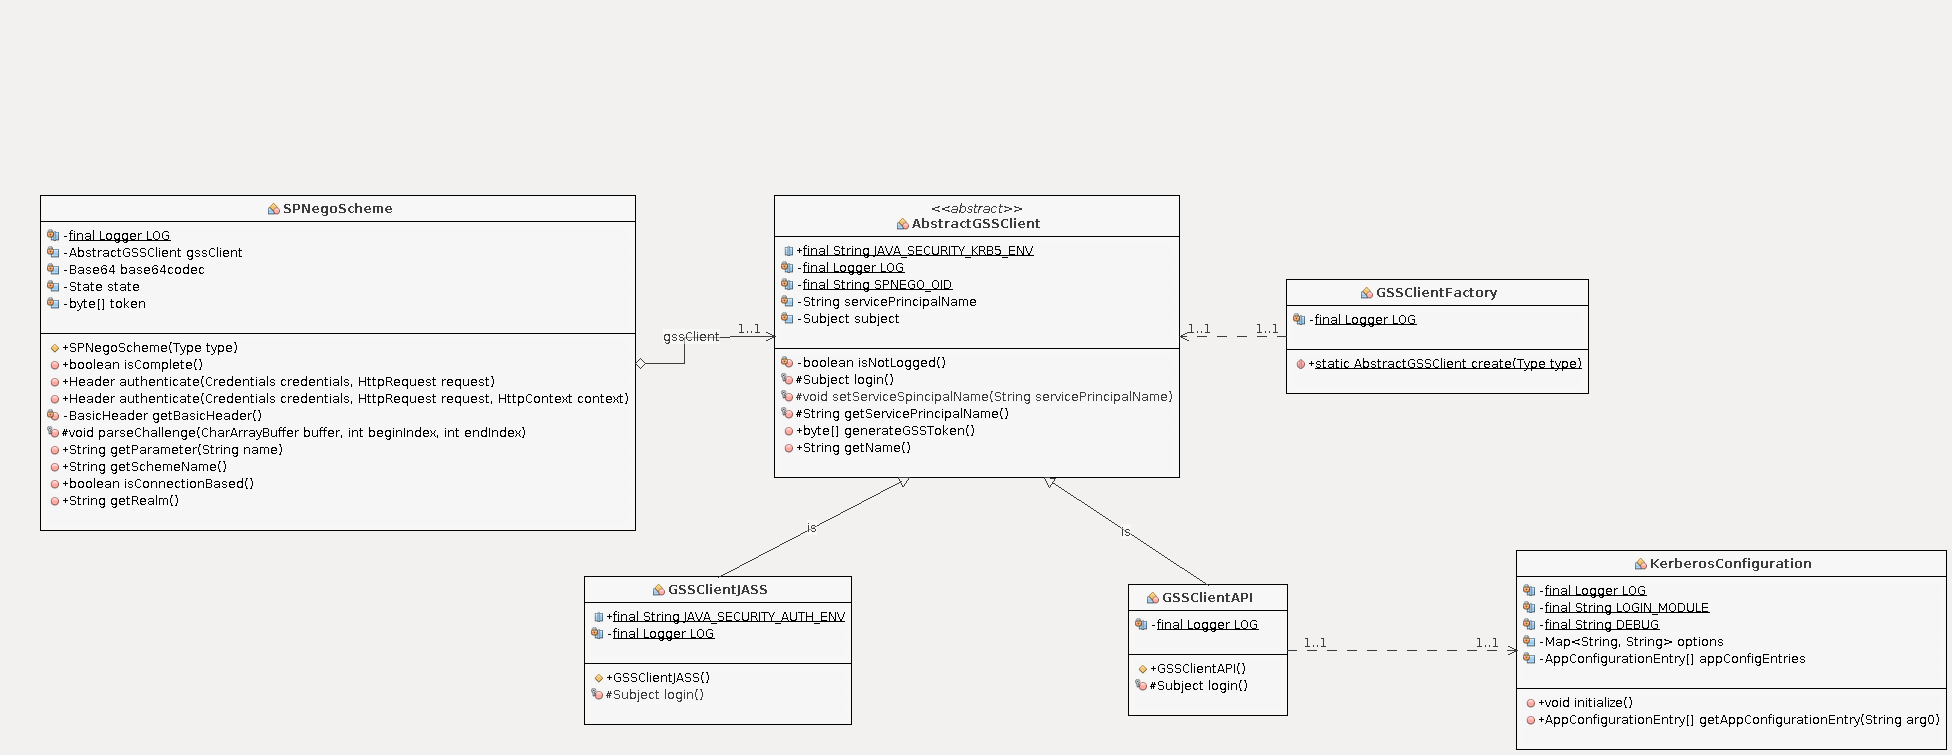 SPNegoScheme
-final Logger LOG
-AbstractGSSClient gssClient
-Base64 base64codec
-State state
-byte[] token
+SPNegoScheme(Type type)
+boolean isComplete()
+Header authenticate(Credentials credentials, HttpRequest request)
+Header authenticate(Credentials credentials, HttpRequest request, HttpContext context)
-BasicHeader getBasicHeader()
#void parseChallenge(CharArrayBuffer buffer, int beginIndex, int endIndex)
+String getParameter(String name)
+String getSchemeName()
+boolean isConnectionBased()
+String getRealm()
gssClient
1..1
<<abstract>>
AbstractGSSClient
+final String JAVA_SECURITY_KRB5_ENV
-final Logger LOG
-final String SPNEGO_OID
-String servicePrincipalName
-Subject subject
-boolean isNotLogged()
#Subject login()
#void setServiceSpincipalName(String servicePrincipalName)
#String getServicePrincipalName()
+byte[] generateGSSToken()
+String getName()
1..1
1..1
GSSClientFactory
-final Logger LOG
+static AbstractGSSClient create(Type type)
is
is
GSSClientJASS
+final String JAVA_SECURITY_AUTH_ENV
-final Logger LOG
+GSSClientJASS()
#Subject login()
GSSClientAPI
-final Logger LOG
+GSSClientAPI()
#Subject login()
1..1
1..1
KerberosConfiguration
-final Logger LOG
-final String LOGIN_MODULE
-final String DEBUG
-Map<String, String> options
-AppConfigurationEntry[] appConfigEntries
+void initialize()
+AppConfigurationEntry[] getAppConfigurationEntry(String arg0)